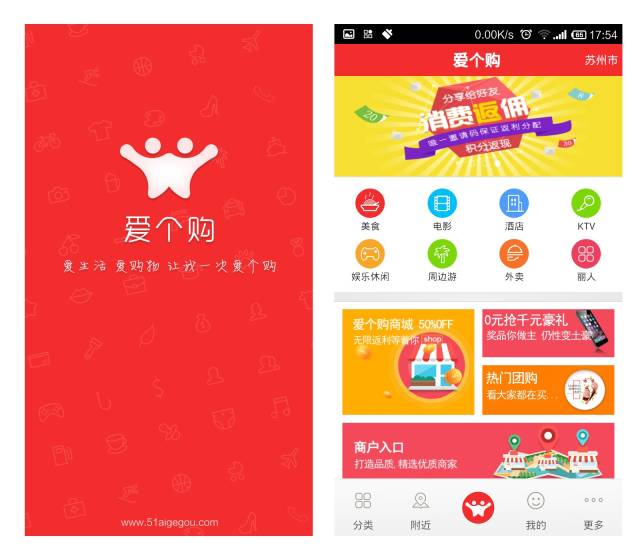 爱个购
爱生活 爱购物 让我一次爱个购
www.51aigegou.com
0.00K/s 65 17:54
爱个购
苏州市
分享给好友
消费返佣
唯一邀请码保证返利分配
积分返现
20
30
美食
电影
酒店
KTV
娱乐休闲
周边游
外卖
丽人
爱个购商城 50%OFF
无限返利等着你
shop
0元抢千元豪礼
奖品你做主 仍性变土豪
热门团购
看大家都在买...
商户入口
打造品质, 精选优质商家
分类
附近
我的
更多